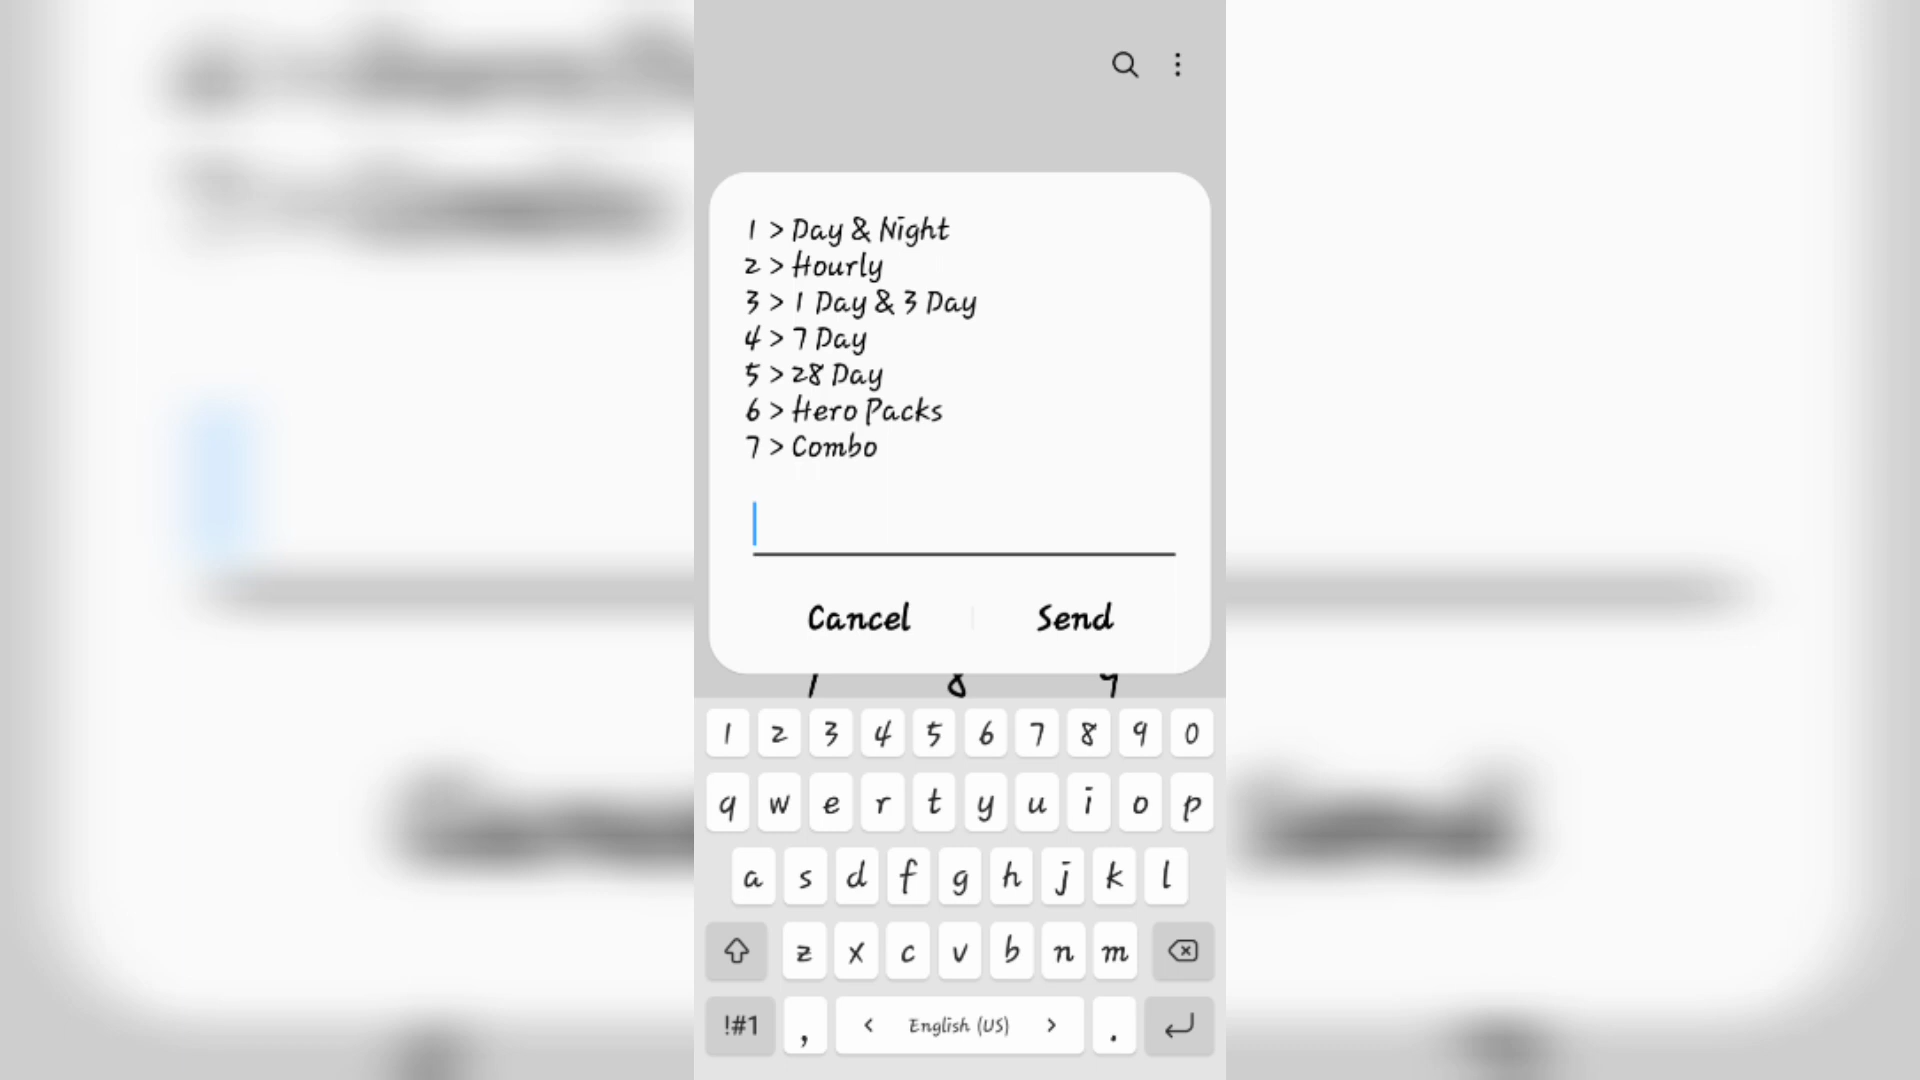 1 > Day & Night
2 > Hourly
3 > 1 Day & 3 Day
4 > 7 Day
5 > 28 Day
6 > Hero Packs
7 > Combo
Cancel Send
8
1 2 3 4 5 6 7 8 9 0
q w e r t y u i o p
a s d f g h j k l
z x c v b n m
!#1 , < English (US) > .